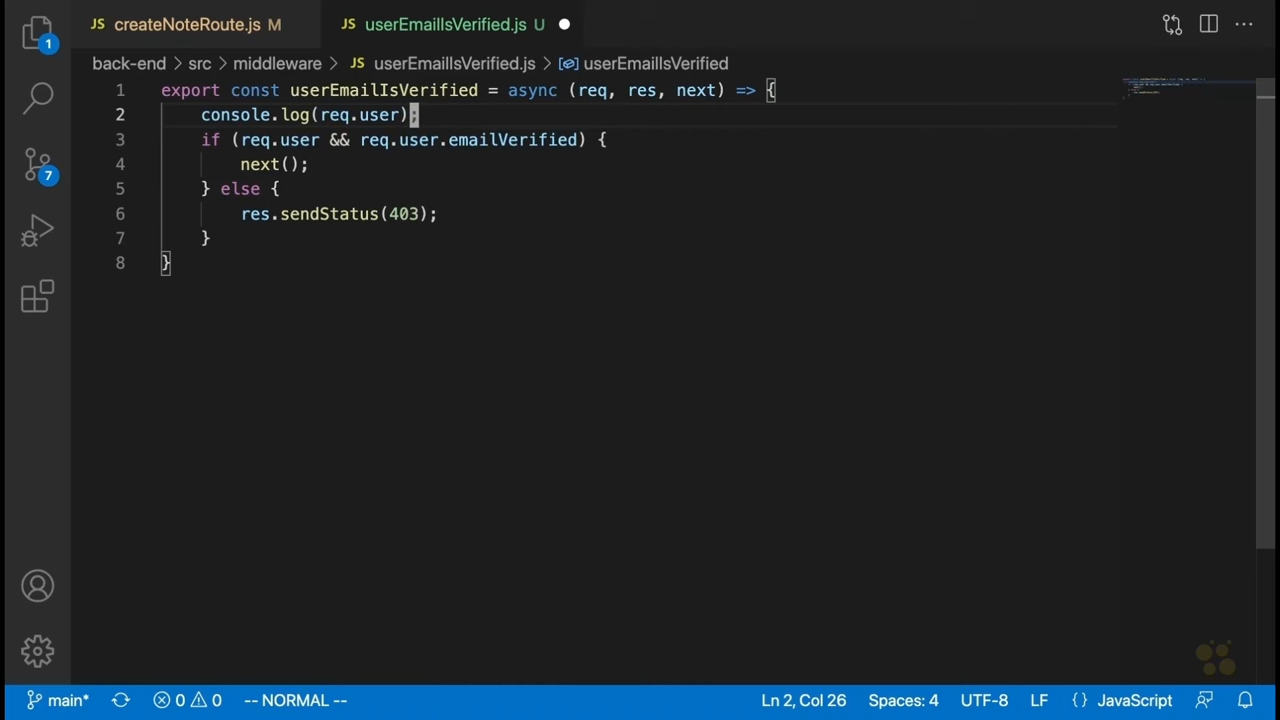 JS createNoteRoute.js M JS userEmailIsVerified.js U
1
back-end > src > middleware > JS userEmailIsVerified.js > userEmailIsVerified
1 export const userEmailIsVerified = async (req, res, next) => {
2 console.log(req.user);
3 if (req.user && req.user.emailVerified) {
4 next();
7
5 } else {
6 res.sendStatus(403);
7 }
8 }
main* 0 0 -- NORMAL -- Ln 2, Col 26 Spaces: 4 UTF-8 LF {} JavaScript